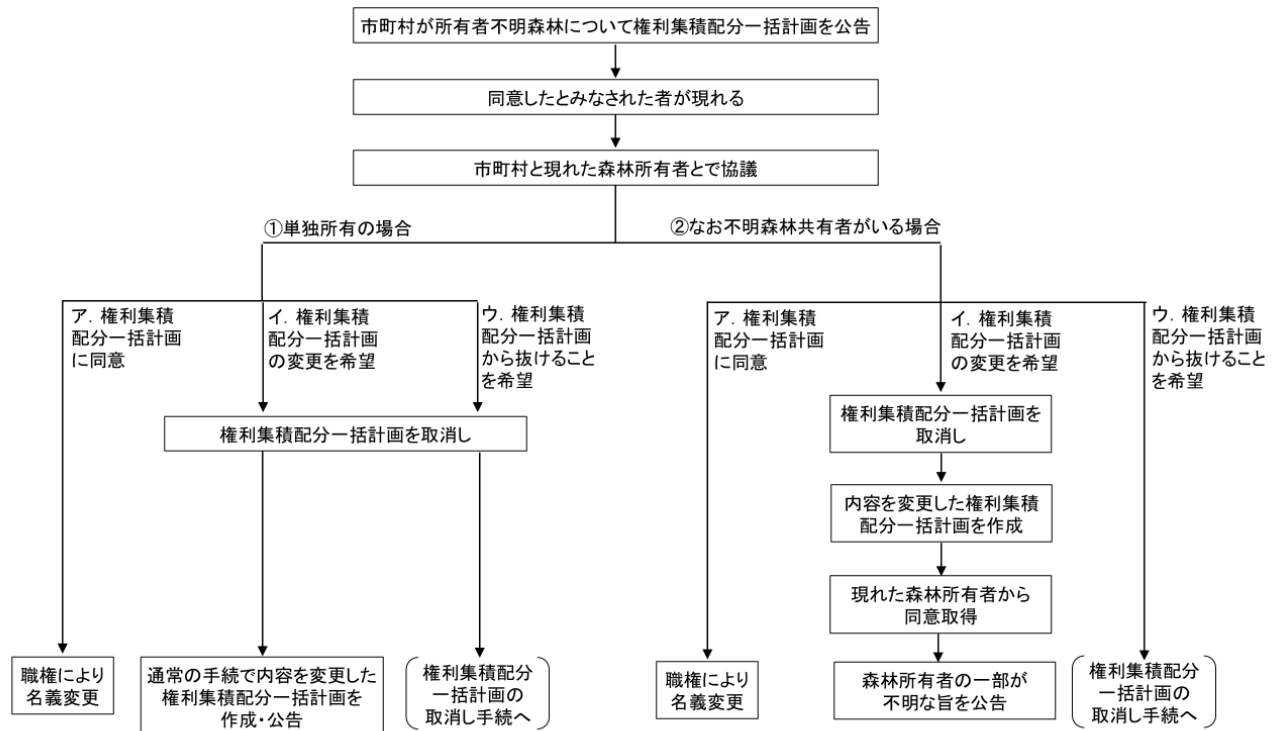 市町村が所有者不明森林について権利集積配分一括計画を公告
同意したとみなされた者が現れる
市町村と現れた森林所有者とで協議
①単独所有の場合
②なお不明森林共有者がいる場合
ア．権利集積
配分一括計画
に同意
イ．権利集積
配分一括計画
の変更を希望
ウ．権利集積
配分一括計画
から抜けること
を希望
権利集積配分一括計画を取消し
職権により
名義変更
通常の手続で内容を変更した
権利集積配分一括計画を
作成・公告
権利集積配分
一括計画の
取消し手続へ
ア．権利集積
配分一括計画
に同意
イ．権利集積
配分一括計画
の変更を希望
ウ．権利集積
配分一括計画
から抜けること
を希望
権利集積配分一括計画を
取消し
内容を変更した権利集積
配分一括計画を作成
現れた森林所有者から
同意取得
職権により
名義変更
森林所有者の一部が
不明な旨を公告
権利集積配分
一括計画の
取消し手続へ